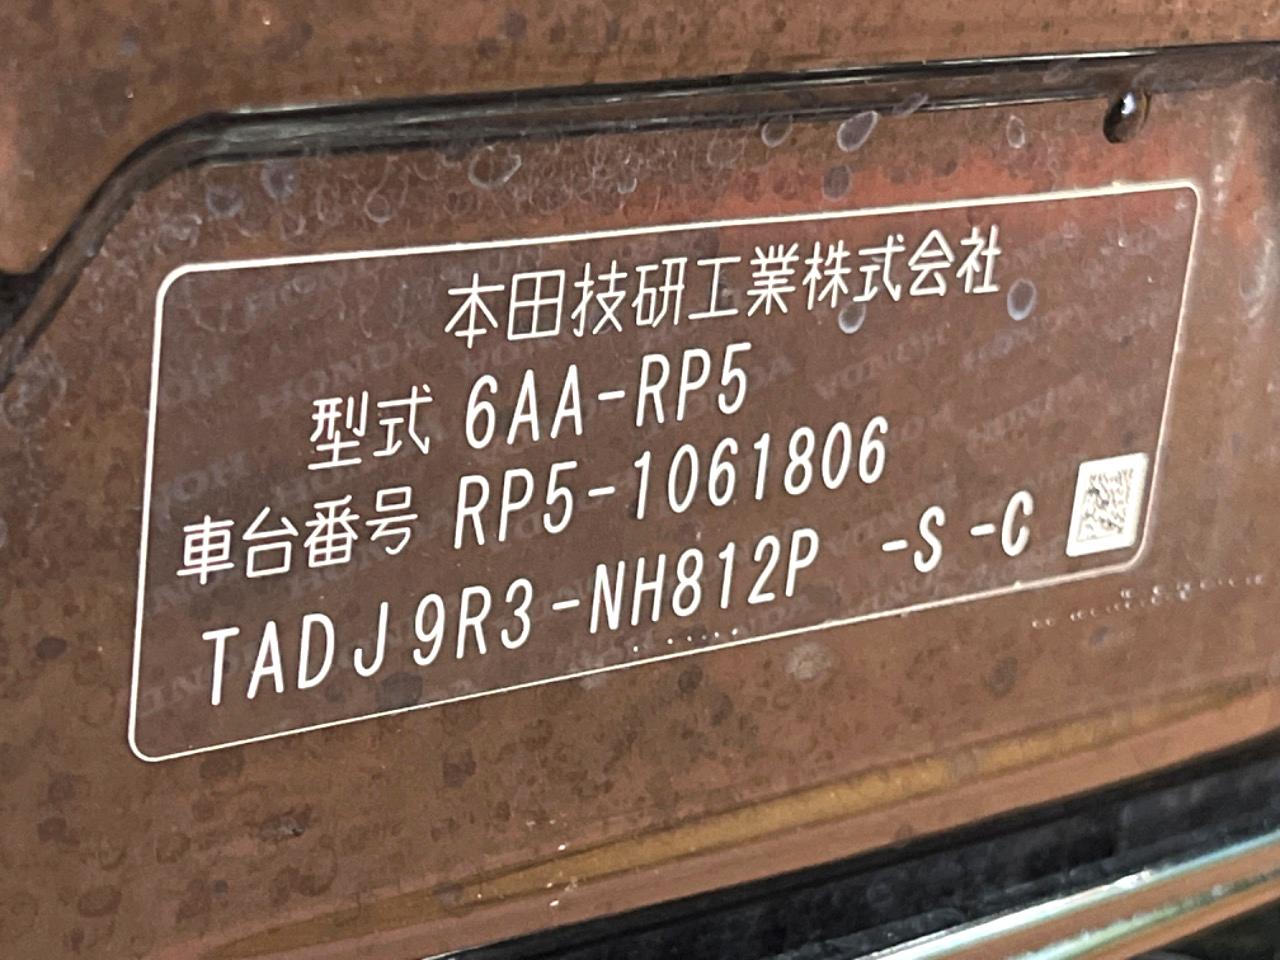 本田技研工業株式会社
型式 6AA-RP5
車台番号 RP5-1061806
TADJ9R3-NH812P -S -C